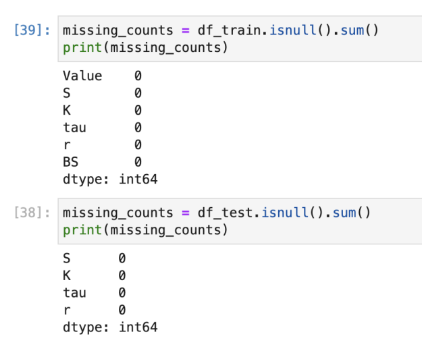 [39]: missing_counts = df_train.isnull().sum()
print(missing_counts)
Value 0
S 0
K 0
tau 0
r 0
BS 0
dtype: int64
[38]: missing_counts = df_test.isnull().sum()
print(missing_counts)
S 0
K 0
tau 0
r 0
dtype: int64